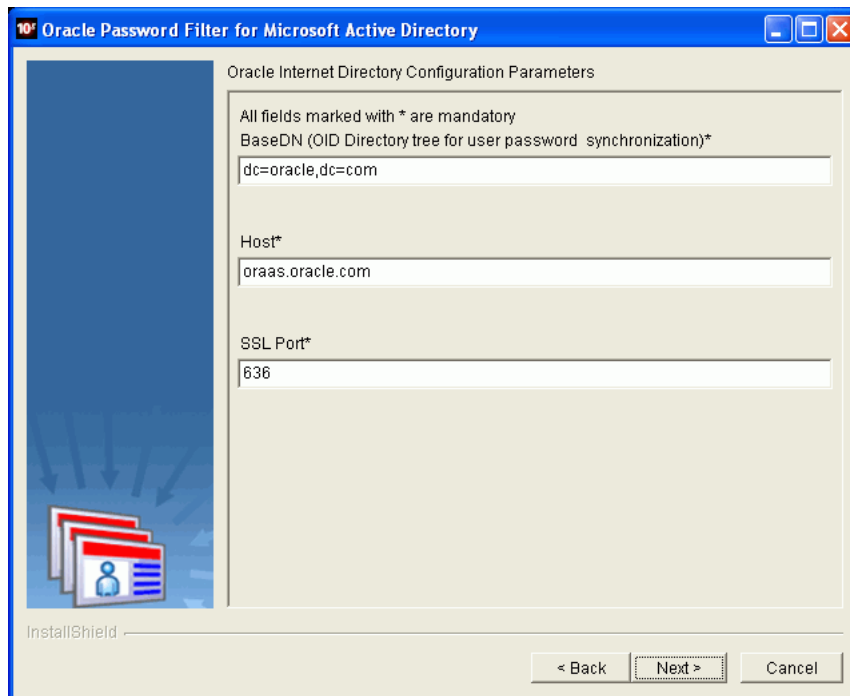 10g Oracle Password Filter for Microsoft Active Directory
Oracle Internet Directory Configuration Parameters
All fields marked with * are mandatory
BaseDN (OID Directory tree for user password synchronization)*
dc=oracle,dc=com
Host*
oraas.oracle.com
SSL Port*
636
InstallShield
< Back Next > Cancel